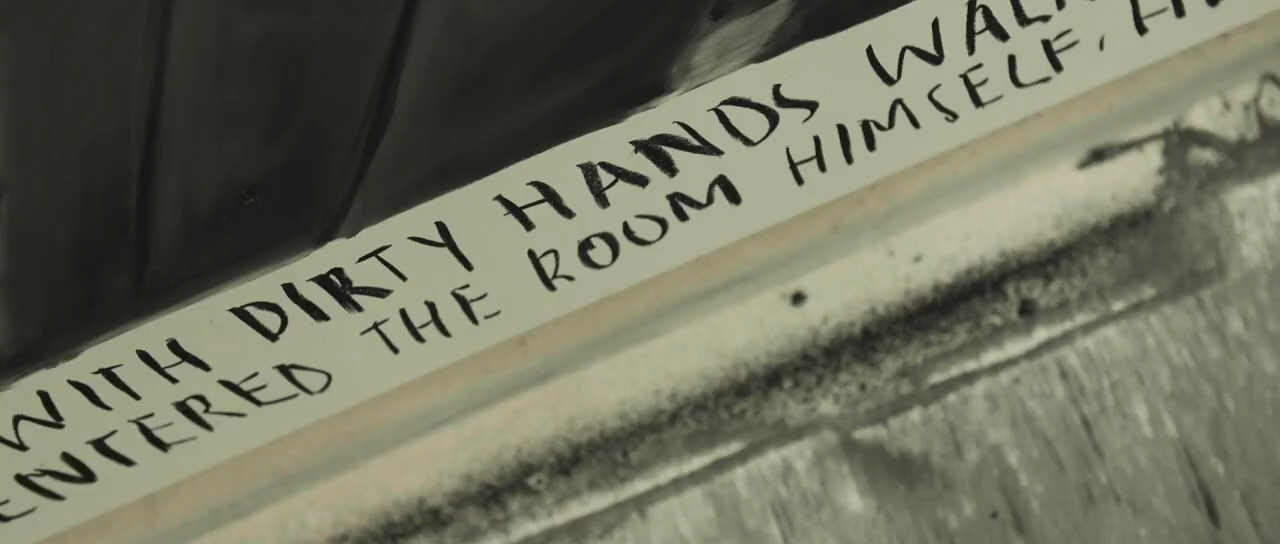 WITH DIRTY HANDS
ENTERED THE ROOM HIMSELF,